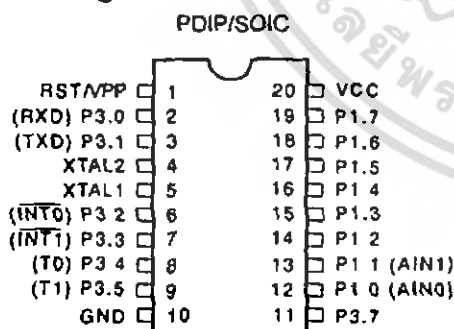 PDIP/SOIC
RST/VPP 1 20 VCC
(RXD) P3.0 2 19 P1.7
(TXD) P3.1 3 18 P1.6
XTAL2 4 17 P1.5
XTAL1 5 16 P1 4
(INT0) P3 2 6 15 P1.3
(INT1) P3.3 7 14 P1 2
(T0) P3 4 8 13 P1 1 (AIN1)
(T1) P3.5 9 12 P1 0 (AIN0)
GND 10 11 P3.7